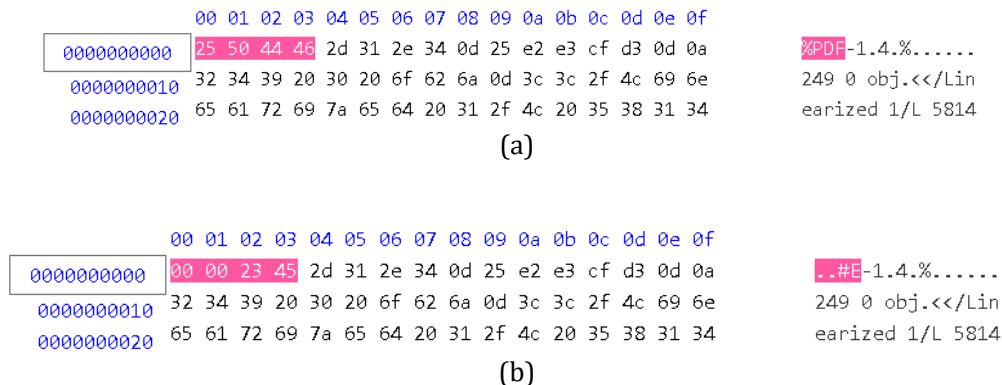 00 01 02 03 04 05 06 07 08 09 0a 0b 0c 0d 0e 0f
0000000000 25 50 44 46 2d 31 2e 34 0d 25 e2 e3 cf d3 0d 0a %PDF-1.4.%......
0000000010 32 34 39 20 30 20 6f 62 6a 0d 3c 3c 2f 4c 69 6e 249 0 obj.<</Lin
0000000020 65 61 72 69 7a 65 64 20 31 2f 4c 20 35 38 31 34 earized 1/L 5814
(a)
00 01 02 03 04 05 06 07 08 09 0a 0b 0c 0d 0e 0f
0000000000 00 00 23 45 2d 31 2e 34 0d 25 e2 e3 cf d3 0d 0a ..#E-1.4.%......
0000000010 32 34 39 20 30 20 6f 62 6a 0d 3c 3c 2f 4c 69 6e 249 0 obj.<</Lin
0000000020 65 61 72 69 7a 65 64 20 31 2f 4c 20 35 38 31 34 earized 1/L 5814
(b)